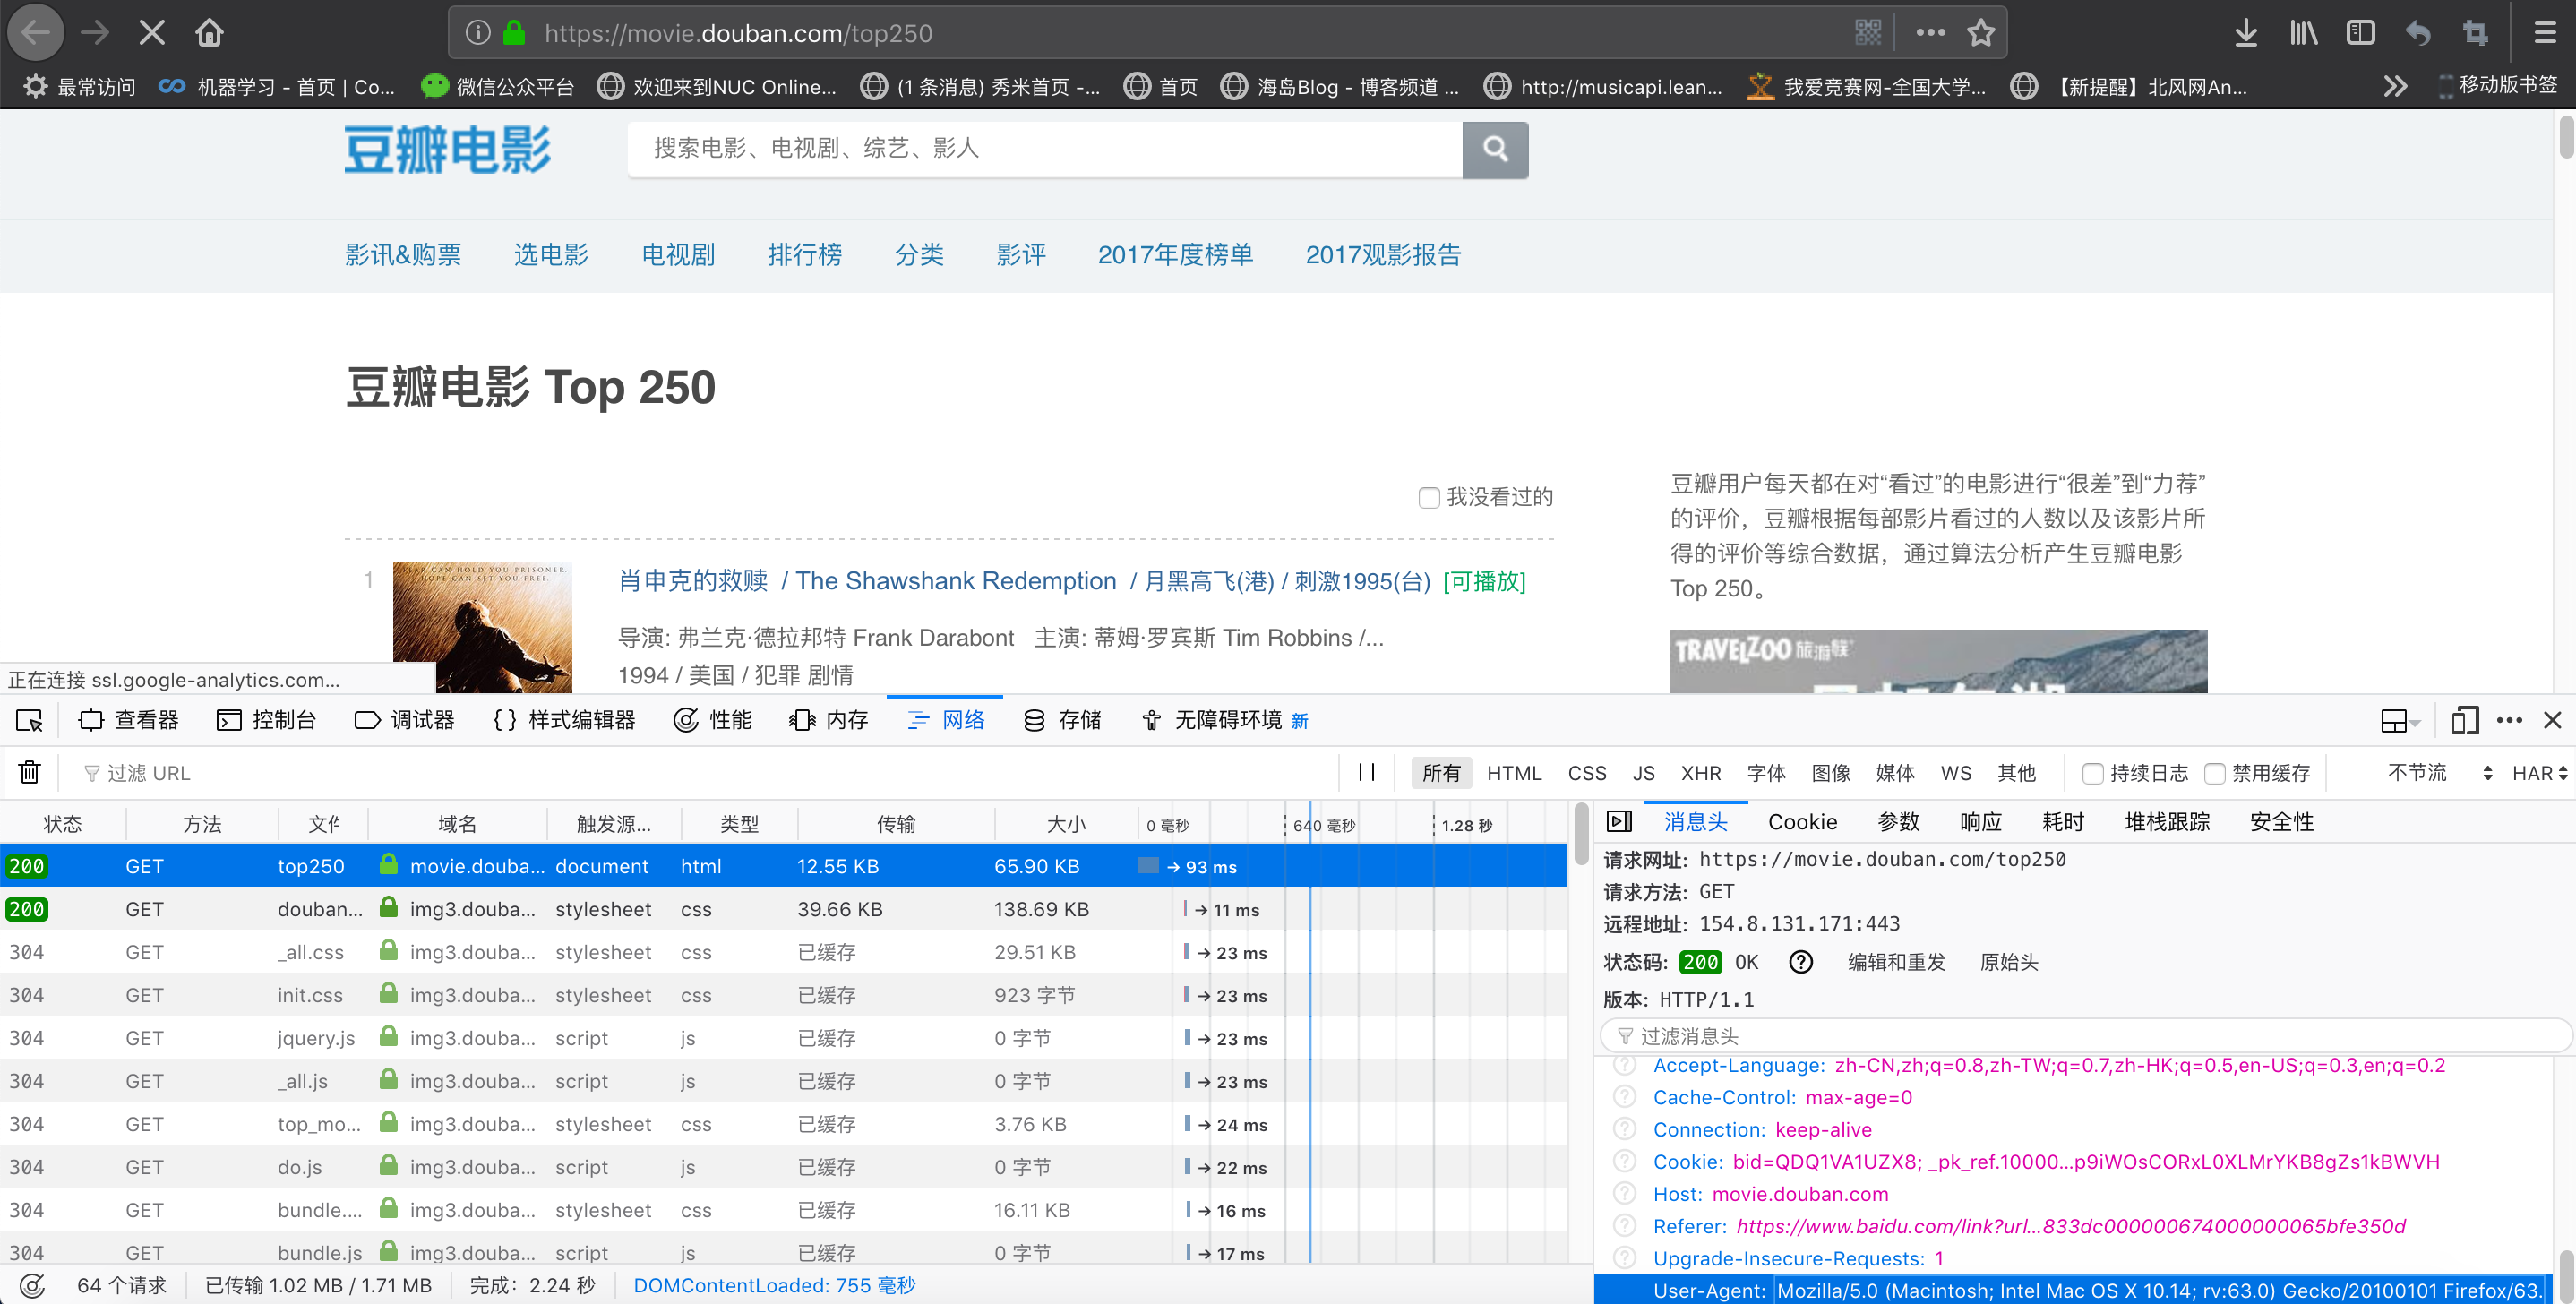 https://movie.douban.com/top250
最常访问 机器学习 - 首页 | Co... 微信公众平台 欢迎来到NUC Online... (1 条消息) 秀米首页 -... 首页 海岛Blog - 博客频道 ... http://musicapi.lean... 我爱竞赛网-全国大学... 【新提醒】北风网An... 移动版书签
豆瓣电影 搜索电影、电视剧、综艺、影人
影讯&购票 选电影 电视剧 排行榜 分类 影评 2017年度榜单 2017观影报告
豆瓣电影 Top 250
我没看过的
1 肖申克的救赎 / The Shawshank Redemption / 月黑高飞(港) / 刺激1995(台) [可播放]
FEAR CAN HOLD YOU PRISONER.
HOPE CAN SET YOU FREE.
导演: 弗兰克·德拉邦特 Frank Darabont 主演: 蒂姆·罗宾斯 Tim Robbins /...
1994 / 美国 / 犯罪 剧情
豆瓣用户每天都在对“看过”的电影进行“很差”到“力荐”
的评价，豆瓣根据每部影片看过的人数以及该影片所
得的评价等综合数据，通过算法分析产生豆瓣电影
Top 250。
TRAVELZOO 旅游族
正在连接 ssl.google-analytics.com...
查看器 控制台 调试器 {} 样式编辑器 性能 内存 网络 存储 无障碍环境 新
过滤 URL 所有 HTML CSS JS XHR 字体 图像 媒体 WS 其他 持续日志 禁用缓存 不节流 HAR
状态 方法 文件 域名 触发源... 类型 传输 大小 0 毫秒 640 毫秒 1.28 秒
200 GET top250 movie.douba... document html 12.55 KB 65.90 KB → 93 ms
200 GET douban... img3.douba... stylesheet css 39.66 KB 138.69 KB → 11 ms
304 GET _all.css img3.douba... stylesheet css 已缓存 29.51 KB → 23 ms
304 GET init.css img3.douba... stylesheet css 已缓存 923 字节 → 23 ms
304 GET jquery.js img3.douba... script js 已缓存 0 字节 → 23 ms
304 GET _all.js img3.douba... script js 已缓存 0 字节 → 23 ms
304 GET top_mo... img3.douba... stylesheet css 已缓存 3.76 KB → 24 ms
304 GET do.js img3.douba... script js 已缓存 0 字节 → 22 ms
304 GET bundle.... img3.douba... stylesheet css 已缓存 16.11 KB → 16 ms
304 GET bundle.js img3.douba... script js 已缓存 0 字节 → 17 ms
64 个请求 已传输 1.02 MB / 1.71 MB 完成：2.24 秒 DOMContentLoaded: 755 毫秒
消息头 Cookie 参数 响应 耗时 堆栈跟踪 安全性
请求网址: https://movie.douban.com/top250
请求方法: GET
远程地址: 154.8.131.171:443
状态码: 200 OK 编辑和重发 原始头
版本: HTTP/1.1
过滤消息头
Accept-Language: zh-CN,zh;q=0.8,zh-TW;q=0.7,zh-HK;q=0.5,en-US;q=0.3,en;q=0.2
Cache-Control: max-age=0
Connection: keep-alive
Cookie: bid=QDQ1VA1UZX8; _pk_ref.10000...p9iWOsCORxL0XLMrYKB8gZs1kBWVH
Host: movie.douban.com
Referer: https://www.baidu.com/link?url...833dc000000674000000065bfe350d
Upgrade-Insecure-Requests: 1
User-Agent: Mozilla/5.0 (Macintosh; Intel Mac OS X 10.14; rv:63.0) Gecko/20100101 Firefox/63.